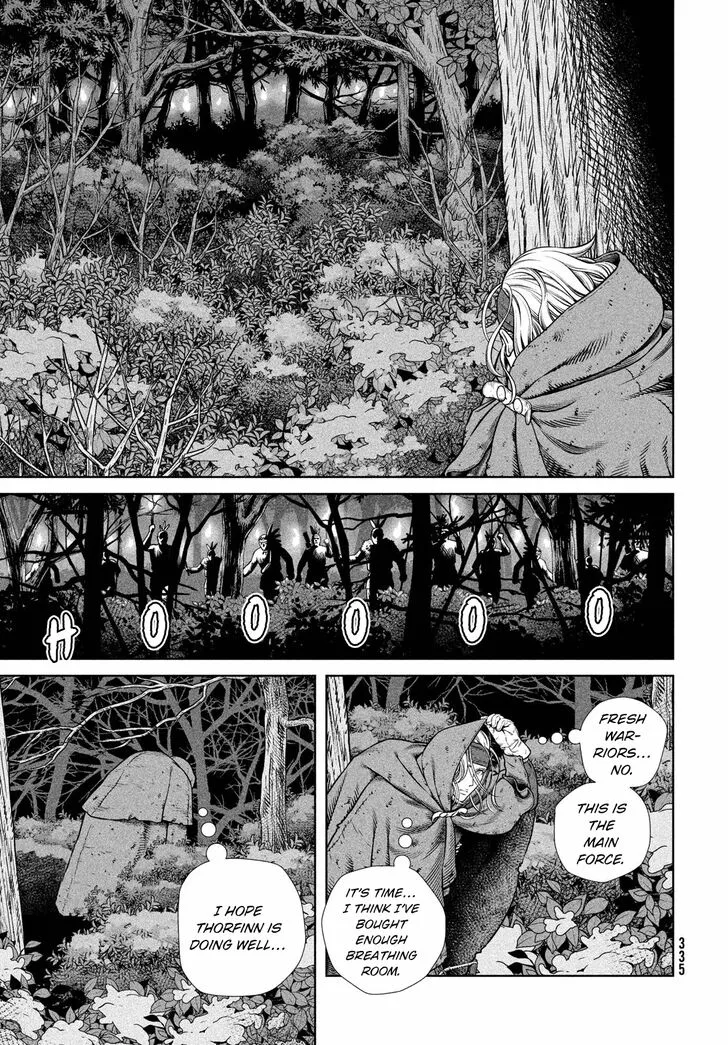 HOOOOO
FRESH
WAR-
RIORS...
NO.
THIS IS
THE
MAIN
FORCE.
IT'S TIME...
I THINK I'VE
BOUGHT
ENOUGH
BREATHING
ROOM.
I HOPE
THORFINN IS
DOING WELL...
335